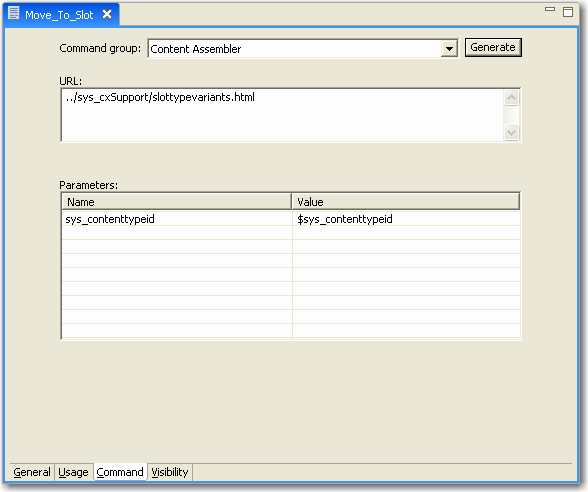 Move_To_Slot
Command group: Content Assembler Generate
URL:
../sys_cxSupport/slottypevariants.html
Parameters:
Name Value
sys_contenttypeid $sys_contenttypeid
General Usage Command Visibility